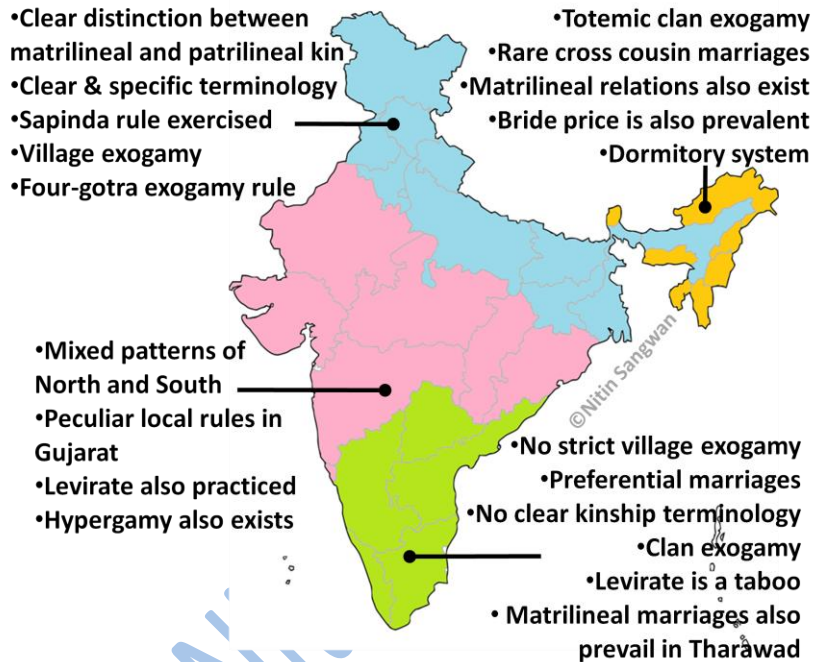 •Clear distinction between
matrilineal and patrilineal kin
•Clear & specific terminology
•Sapinda rule exercised
•Village exogamy
•Four-gotra exogamy rule
•Totemic clan exogamy
•Rare cross cousin marriages
•Matrilineal relations also exist
•Bride price is also prevalent
•Dormitory system
•Mixed patterns of
North and South
•Peculiar local rules in
Gujarat
•Levirate also practiced
•Hypergamy also exists
©Nitin Sangwan
•No strict village exogamy
•Preferential marriages
•No clear kinship terminology
•Clan exogamy
•Levirate is a taboo
• Matrilineal marriages also
prevail in Tharawad